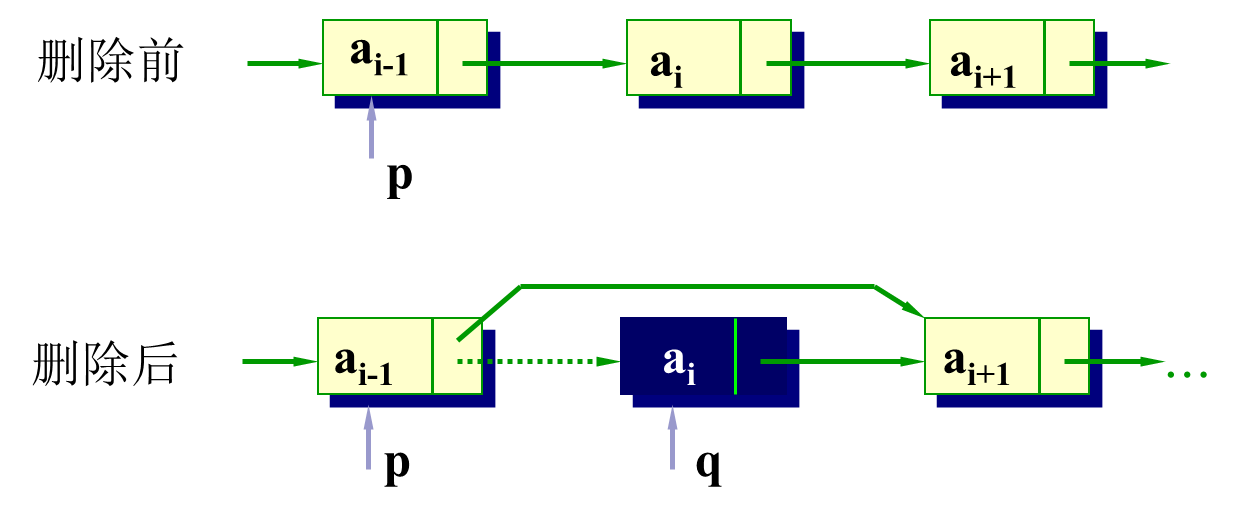 删除前 a_{i-1} a_i a_{i+1}
p
删除后 a_{i-1} a_i a_{i+1} …
p q